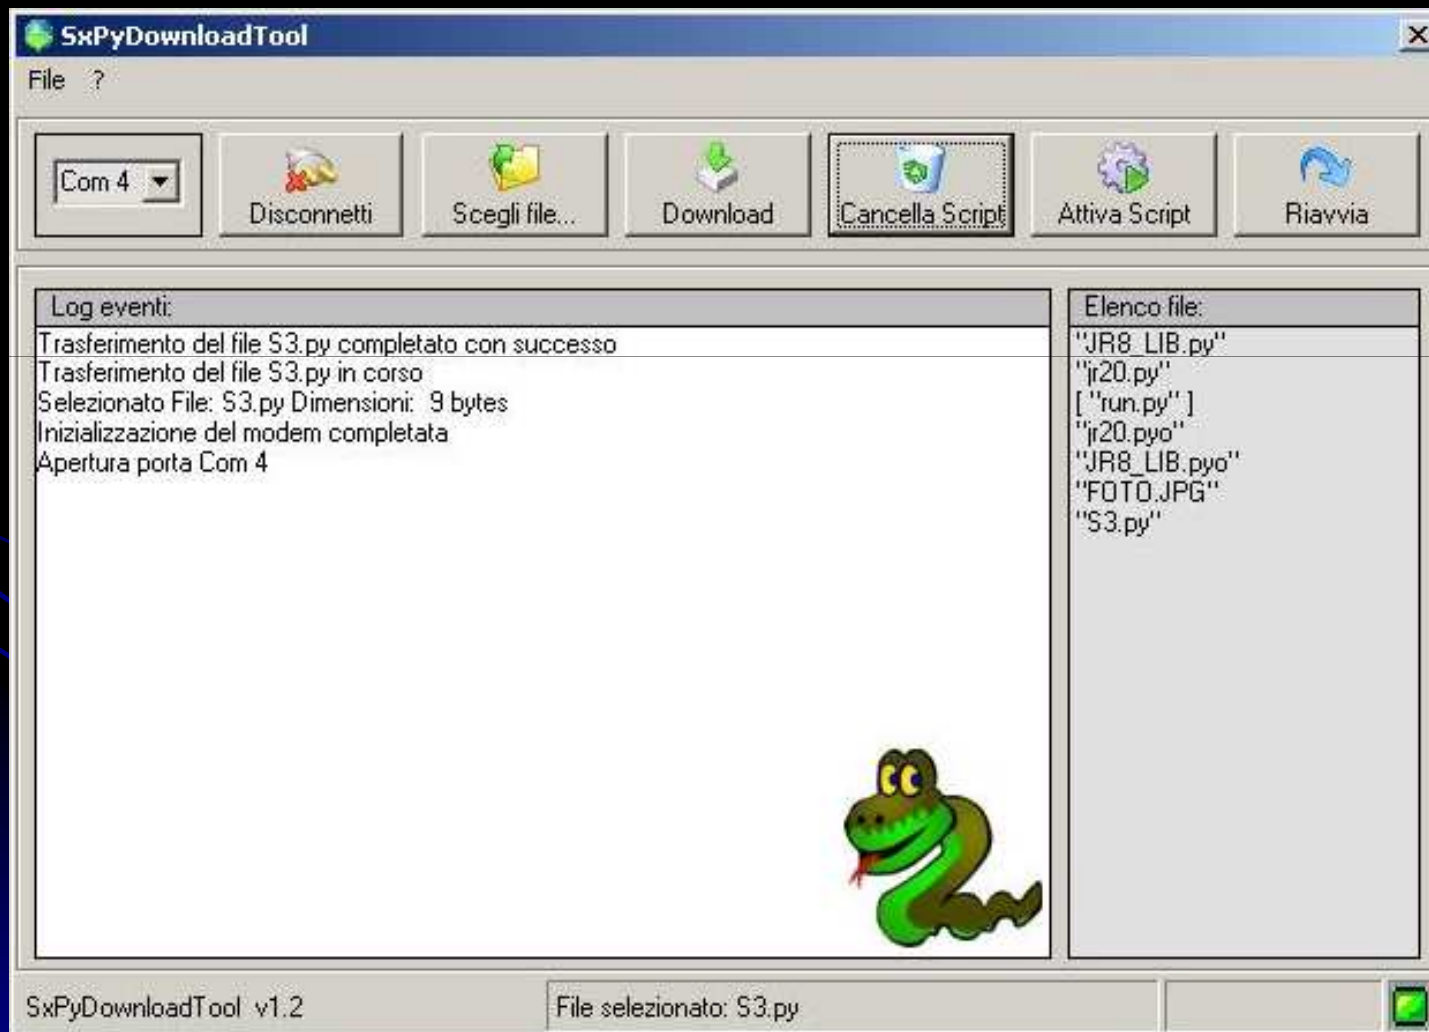 SxPyDownloadTool
File ?
Com 4
Disconnetti
Scegli file...
Download
Cancella Script
Attiva Script
Riavvia
Log eventi:
Trasferimento del file S3.py completato con successo
Trasferimento del file S3.py in corso
Selezionato File: S3.py Dimensioni: 9 bytes
Inizializzazione del modem completata
Apertura porta Com 4
Elenco file:
"JR8_LIB.py"
"jr20.py"
[ "run.py" ]
"jr20.pyo"
"JR8_LIB.pyo"
"FOTO.JPG"
"S3.py"
SxPyDownloadTool v1.2
File selezionato: S3.py